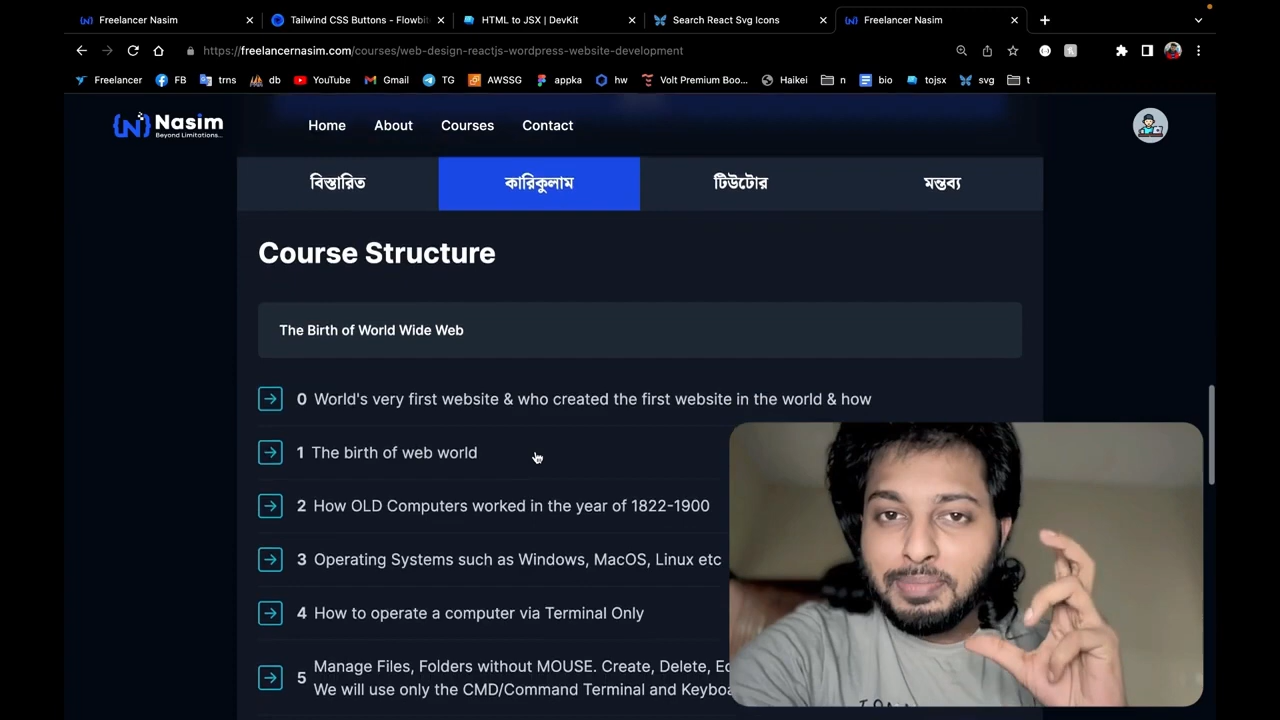 Freelancer Nasim
Tailwind CSS Buttons - Flowbit
HTML to JSX | DevKit
Search React Svg Icons
Freelancer Nasim
https://freelancernasim.com/courses/web-design-reactjs-wordpress-website-development
Freelancer
FB
trns
db
YouTube
Gmail
TG
AWSSG
appka
hw
Volt Premium Boo...
Haikei
n
bio
tojsx
svg
t
{N} Nasim
Beyond Limitations...
Home
About
Courses
Contact
বিস্তারিত
কারিকুলাম
টিউটোর
মন্তব্য
Course Structure
The Birth of World Wide Web
0 World's very first website & who created the first website in the world & how
1 The birth of web world
2 How OLD Computers worked in the year of 1822-1900
3 Operating Systems such as Windows, MacOS, Linux etc
4 How to operate a computer via Terminal Only
5 Manage Files, Folders without MOUSE. Create, Delete,
We will use only the CMD/Command Terminal and